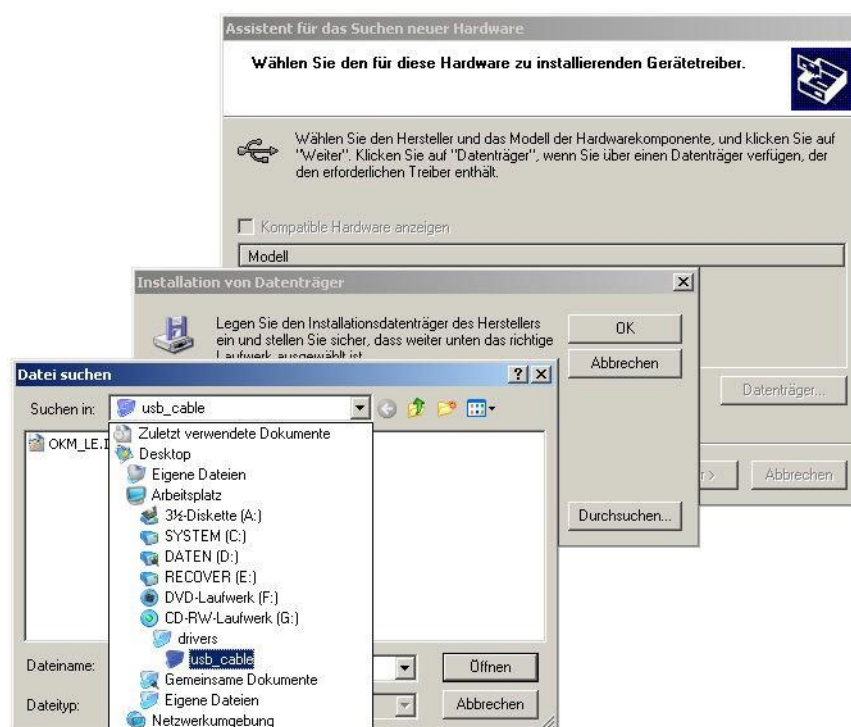 Assistent für das Suchen neuer Hardware
Wählen Sie den für diese Hardware zu installierenden Gerätetreiber.
Wählen Sie den Hersteller und das Modell der Hardwarekomponente, und klicken Sie auf
"Weiter". Klicken Sie auf "Datenträger", wenn Sie über einen Datenträger verfügen, der
den erforderlichen Treiber enthält.
Kompatible Hardware anzeigen
Modell
Datenträger...
Abbrechen
Installation von Datenträger
Legen Sie den Installationsdatenträger des Herstellers
ein und stellen Sie sicher, dass weiter unten das richtige
Laufwerk ausgewählt ist.
OK
Abbrechen
Durchsuchen...
Datei suchen
Suchen in:
usb_cable
OKM_LE.I
Zuletzt verwendete Dokumente
Desktop
Eigene Dateien
Arbeitsplatz
3½-Diskette (A:)
SYSTEM (C:)
DATEN (D:)
RECOVER (E:)
DVD-Laufwerk (F:)
CD-RW-Laufwerk (G:)
drivers
usb_cable
Gemeinsame Dokumente
Eigene Dateien
Netzwerkumgebung
Dateiname:
Öffnen
Dateityp:
Abbrechen